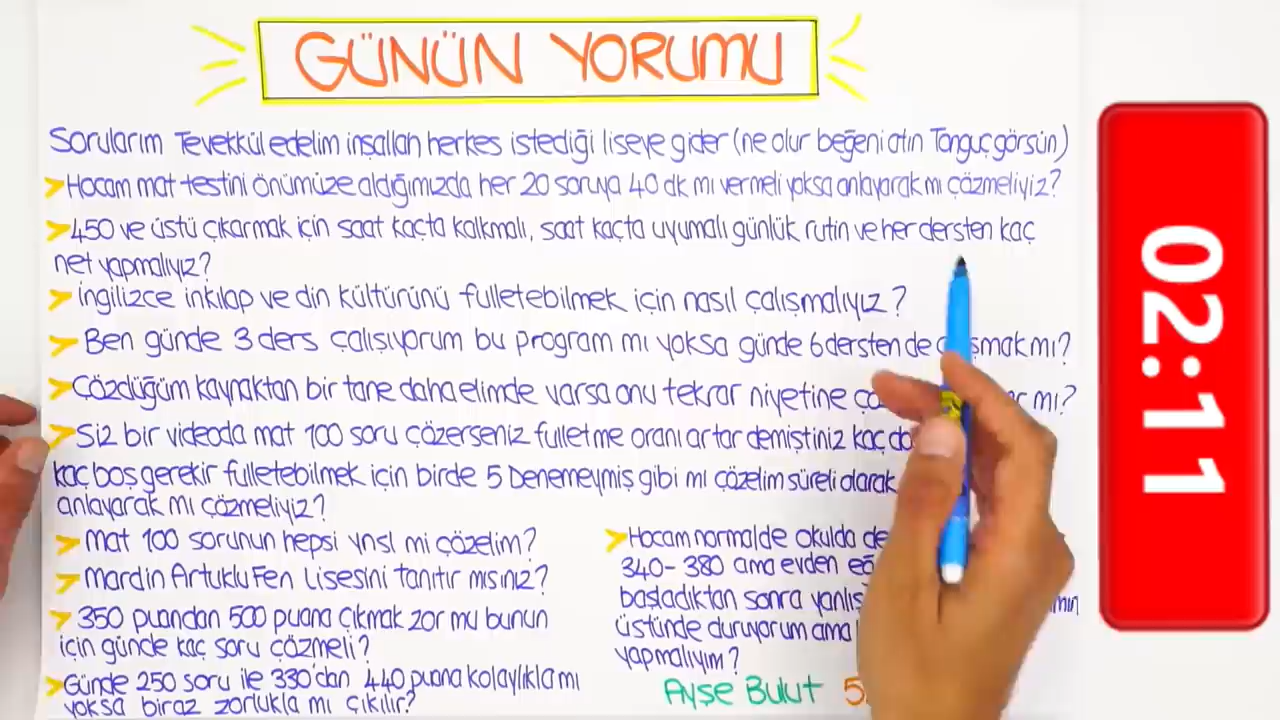 GÜNÜN YORUMU
Sorularım Tevekkül edelim inşallah herkes istediği liseye gider (ne olur beğeni atın Tonguç görsün)
➤Hocam mat testini önümüze aldığımızda her 20 soruya 40 dk mı vermeli yoksa anlayarak mı çözmeliyiz?
➤450 ve üstü çıkarmak için saat kaçta kalkmalı, saat kaçta uyumalı günlük rutin ve her dersten kaç
net yapmalıyız?
➤ ingilizce inkılap ve din kültürünü fulletebilmek için nasıl çalışmalıyız ?
➤ Ben günde 3 ders çalışıyorum bu program mı yoksa günde 6 dersten de mı?
➤Çözdüğüm kaynaktan bir tane daha elimde varsa onu tekrar niyetine mi?
➤Siz bir videoda mat 100 soru çözerseniz fulletme oranı artar demiştiniz kaç
kaç boş gerekir fulletebilmek için birde 5 Denemeymiş gibi mi çözelim süreli olarak
anlayarak mı çözmeliyiz?
➤ mat 100 sorunun hepsi ynsl mi çözelim?
➤ Mardin Artuklu Fen Lisesini tanıtır mısınız?
➤ 350 puandan 500 puana çıkmak zor mu bunun
için günde kaç soru çözmeli?
➤Günde 250 soru ile 330'dan 440 puana kolaylıkla mı
yoksa biraz zorlukla mı çıkılır?
➤Hocam normalde okulda
340-380 ama evden
başladıktan sonra
üstünde duruyorum ama
yapmalıyım?
Ayşe Bulut 5
02:11